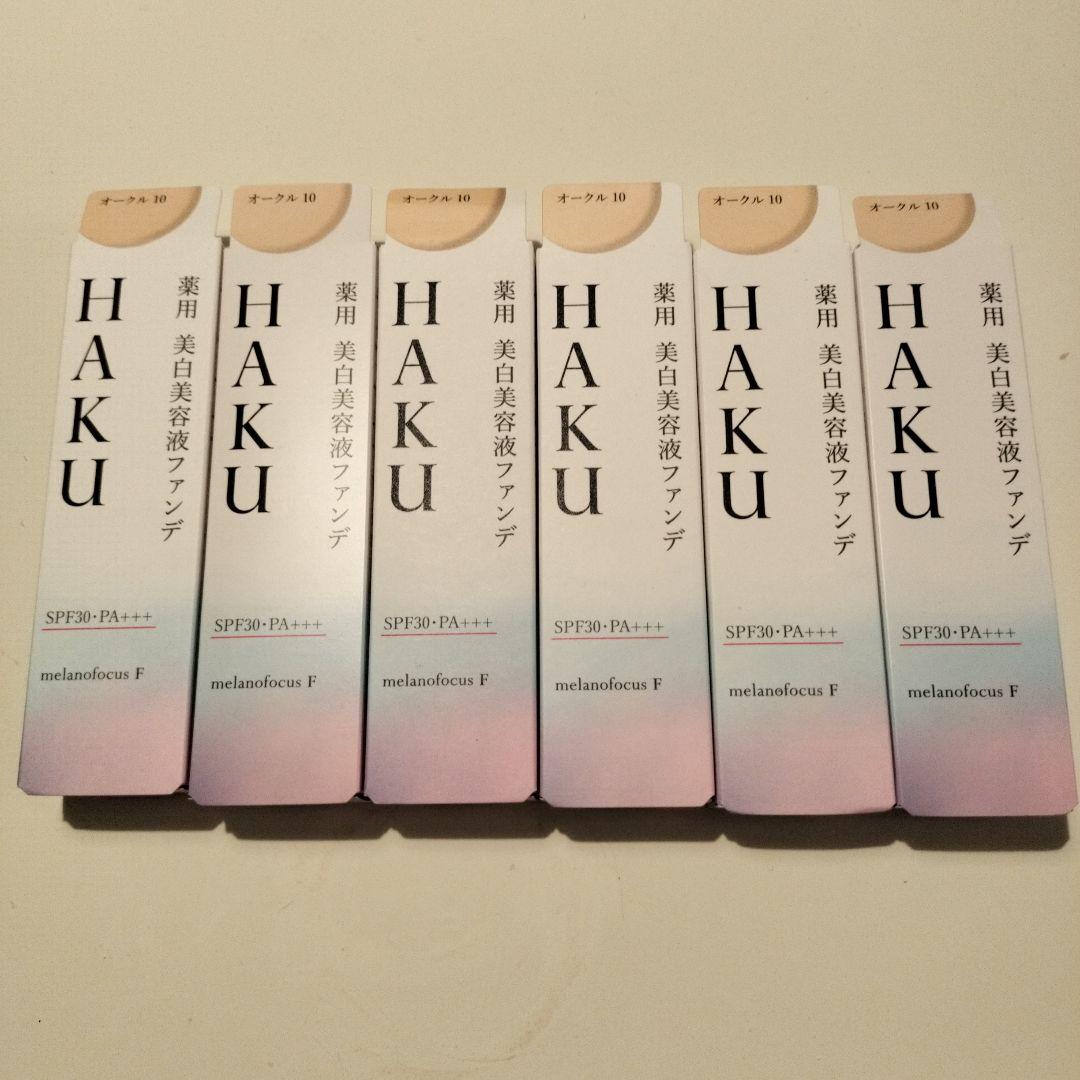 オークル 10
HAKU
薬用 美白美容液ファンデ
SPF30・PA+++
melanofocus F
オークル 10
HAKU
薬用 美白美容液ファンデ
SPF30・PA+++
melanofocus F
オークル 10
HAKU
薬用 美白美容液ファンデ
SPF30・PA+++
melanofocus F
オークル 10
HAKU
薬用 美白美容液ファンデ
SPF30・PA+++
melanofocus F
オークル 10
HAKU
薬用 美白美容液ファンデ
SPF30・PA+++
melanofocus F
オークル 10
HAKU
薬用 美白美容液ファンデ
SPF30・PA+++
melanofocus F